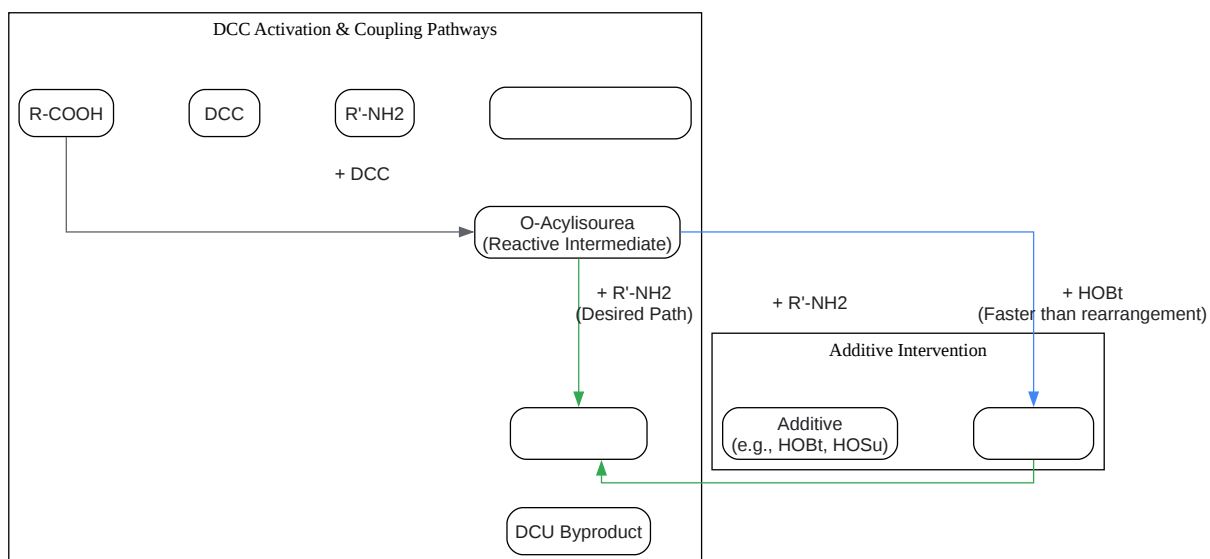 DCC Activation & Coupling Pathways
R-COOH
DCC
R'-NH2
+ DCC
O-Acylisourea
(Reactive Intermediate)
+ R'-NH2
(Desired Path)
+ R'-NH2
+ HOBt
(Faster than rearrangement)
Additive Intervention
Additive
(e.g., HOBt, HOSu)
DCU Byproduct